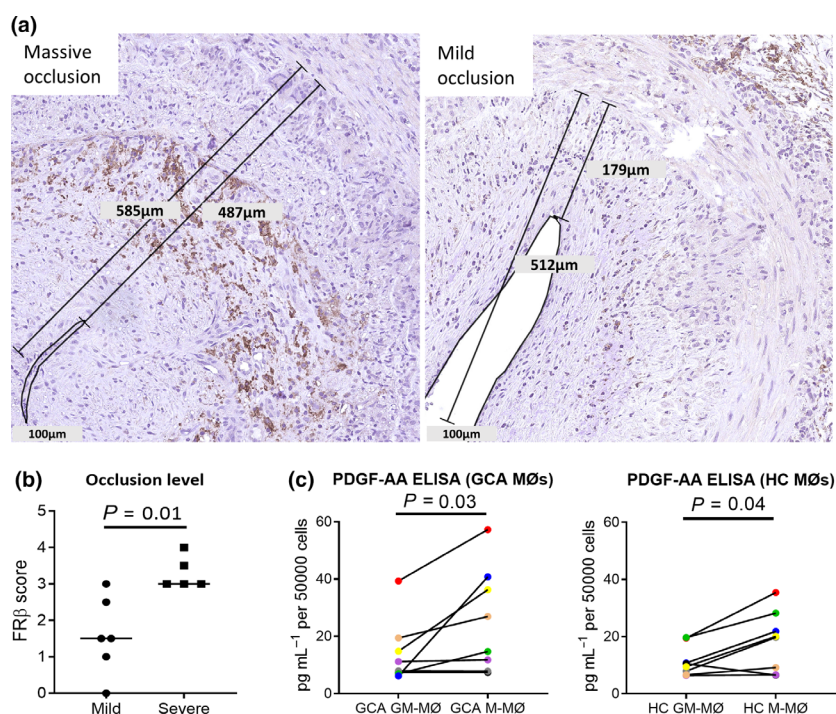 (a)
Massive
occlusion
585µm
487µm
100µm
Mild
occlusion
179µm
512µm
100µm
(b)
Occlusion level
P = 0.01
FRβ score
5
4
3
2
1
0
Mild
Severe
(c)
PDGF-AA ELISA (GCA MØs)
P = 0.03
pg mL⁻¹ per 50000 cells
60
40
20
0
GCA GM-MØ
GCA M-MØ
PDGF-AA ELISA (HC MØs)
P = 0.04
pg mL⁻¹ per 50000 cells
60
40
20
0
HC GM-MØ
HC M-MØ